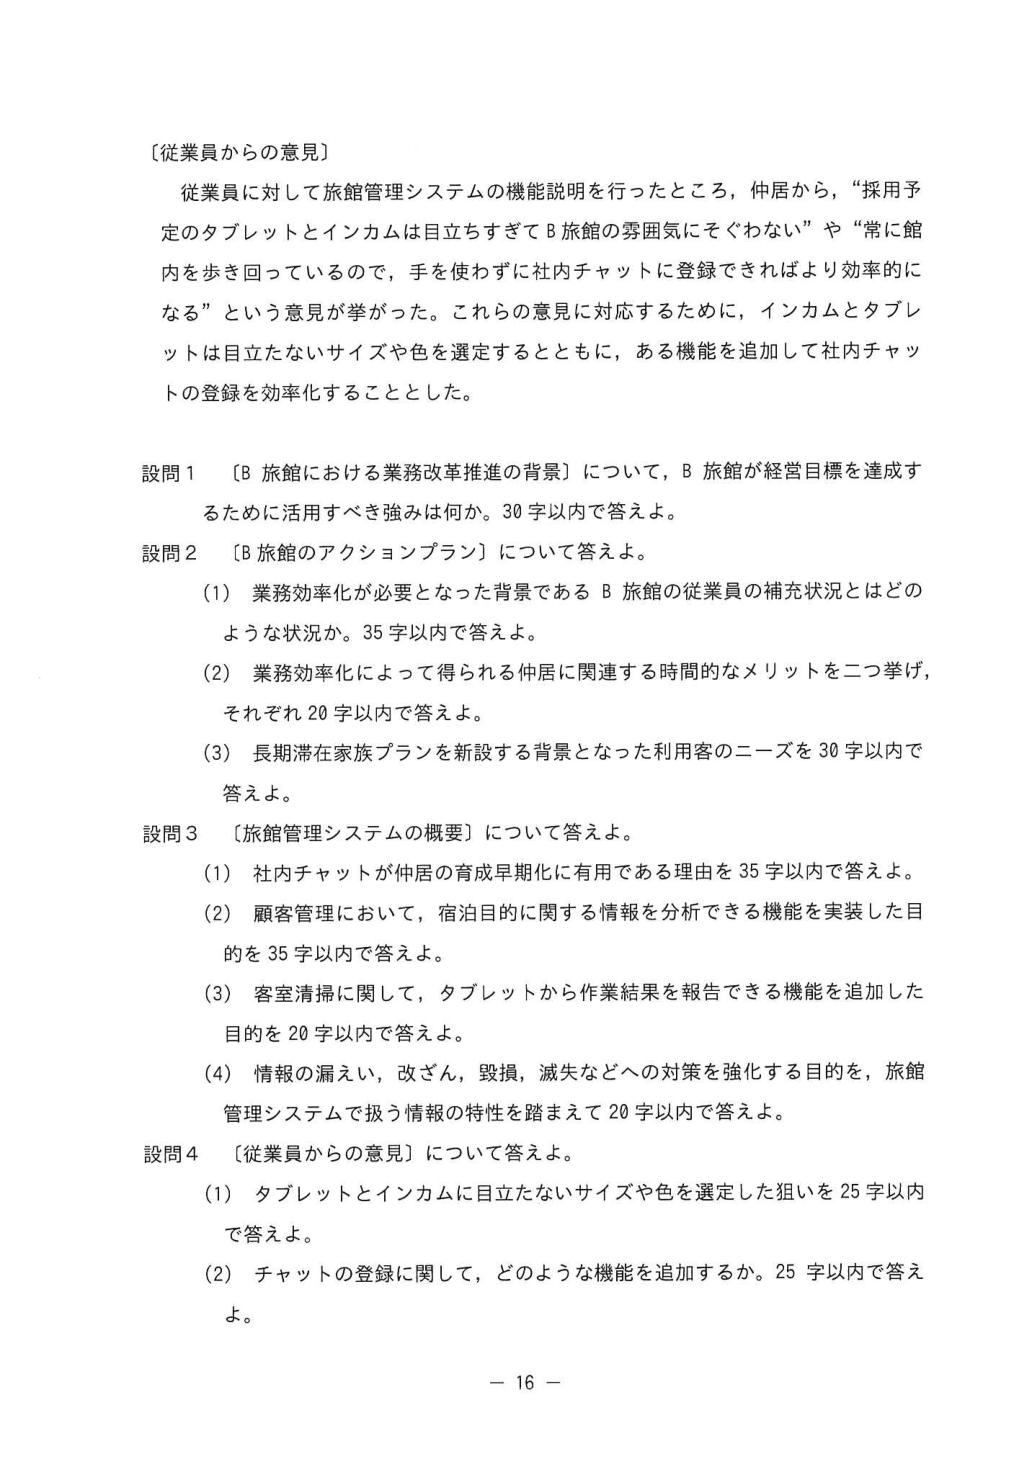 〔従業員からの意見〕
従業員に対して旅館管理システムの機能説明を行ったところ，仲居から，“採用予
定のタブレットとインカムは目立ちすぎてＢ旅館の雰囲気にそぐわない”や“常に館
内を歩き回っているので，手を使わずに社内チャットに登録できればより効率的に
なる”という意見が挙がった。これらの意見に対応するために，インカムとタブレ
ットは目立たないサイズや色を選定するとともに，ある機能を追加して社内チャッ
トの登録を効率化することとした。
設問１　〔B 旅館における業務改革推進の背景〕について，B 旅館が経営目標を達成す
るために活用すべき強みは何か。30 字以内で答えよ。
設問２　〔B 旅館のアクションプラン〕について答えよ。
(1)　業務効率化が必要となった背景である B 旅館の従業員の補充状況とはどの
ような状況か。35 字以内で答えよ。
(2)　業務効率化によって得られる仲居に関連する時間的なメリットを二つ挙げ，
それぞれ 20 字以内で答えよ。
(3)　長期滞在家族プランを新設する背景となった利用客のニーズを 30 字以内で
答えよ。
設問３　〔旅館管理システムの概要〕について答えよ。
(1)　社内チャットが仲居の育成早期化に有用である理由を 35 字以内で答えよ。
(2)　顧客管理において，宿泊目的に関する情報を分析できる機能を実装した目
的を 35 字以内で答えよ。
(3)　客室清掃に関して，タブレットから作業結果を報告できる機能を追加した
目的を 20 字以内で答えよ。
(4)　情報の漏えい，改ざん，毀損，滅失などへの対策を強化する目的を，旅館
管理システムで扱う情報の特性を踏まえて 20 字以内で答えよ。
設問４　〔従業員からの意見〕について答えよ。
(1)　タブレットとインカムに目立たないサイズや色を選定した狙いを 25 字以内
で答えよ。
(2)　チャットの登録に関して，どのような機能を追加するか。25 字以内で答え
よ。
－ 16 －